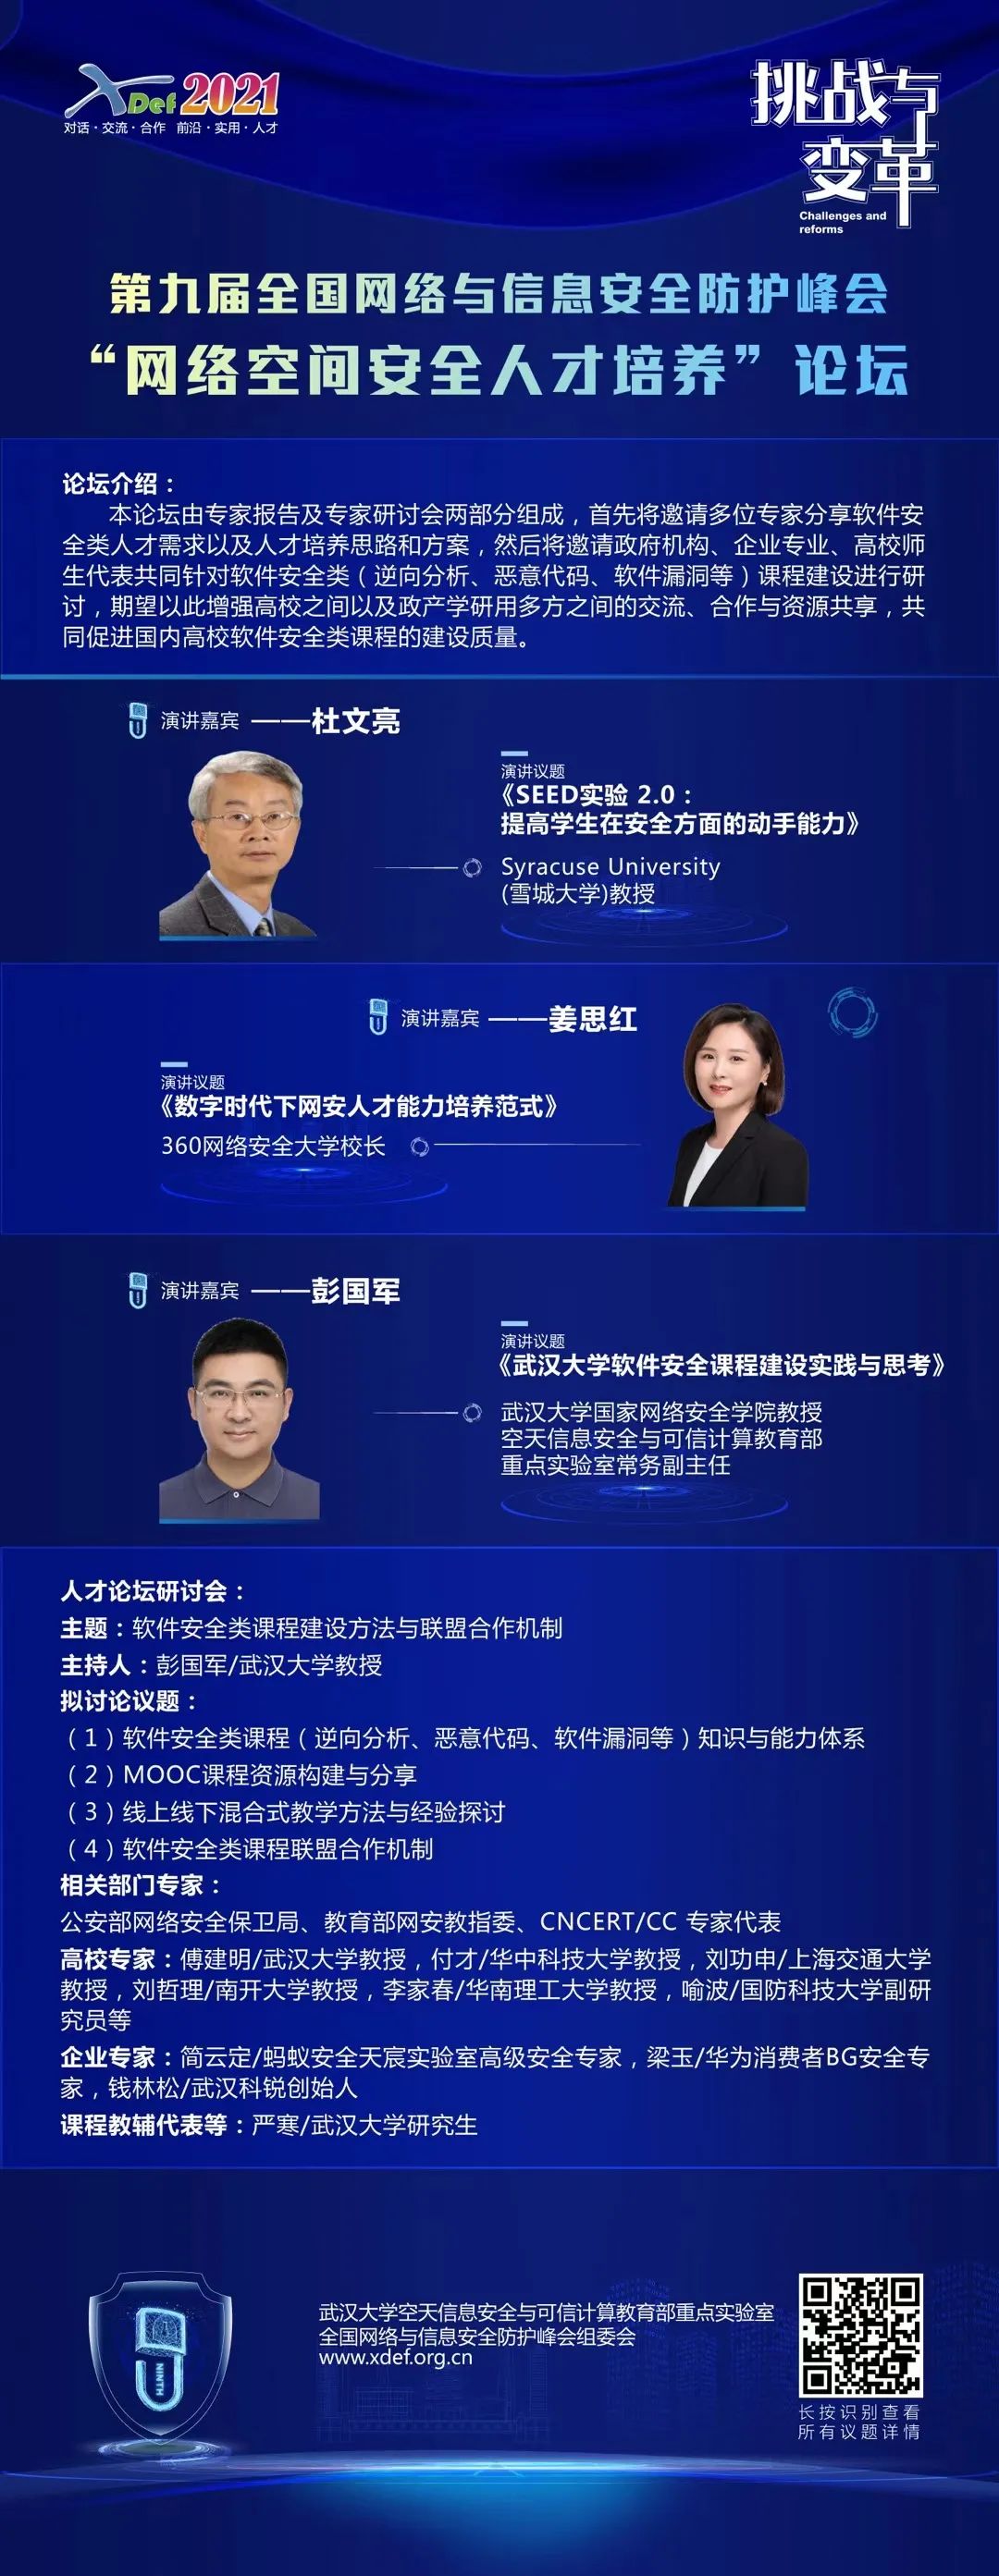 XDef 2021
对话·交流·合作 前沿·实用·人才
挑战与
变革
Challenges and
reforms
第九届全国网络与信息安全防护峰会
“网络空间安全人才培养”论坛
论坛介绍：
本论坛由专家报告及专家研讨会两部分组成，首先将邀请多位专家分享软件安
全类人才需求以及人才培养思路和方案，然后将邀请政府机构、企业专业、高校师
生代表共同针对软件安全类（逆向分析、恶意代码、软件漏洞等）课程建设进行研
讨，期望以此增强高校之间以及政产学研用多方之间的交流、合作与资源共享，共
同促进国内高校软件安全类课程的建设质量。
演讲嘉宾 ——杜文亮
演讲议题
《SEED实验 2.0：
提高学生在安全方面的动手能力》
Syracuse University
(雪城大学)教授
演讲嘉宾 ——姜思红
演讲议题
《数字时代下网安人才能力培养范式》
360网络安全大学校长
演讲嘉宾 ——彭国军
演讲议题
《武汉大学软件安全课程建设实践与思考》
武汉大学国家网络安全学院教授
空天信息安全与可信计算教育部
重点实验室常务副主任
人才论坛研讨会：
主题：软件安全类课程建设方法与联盟合作机制
主持人：彭国军/武汉大学教授
拟讨论议题：
（1）软件安全类课程（逆向分析、恶意代码、软件漏洞等）知识与能力体系
（2）MOOC课程资源构建与分享
（3）线上线下混合式教学方法与经验探讨
（4）软件安全类课程联盟合作机制
相关部门专家：
公安部网络安全保卫局、教育部网安教指委、CNCERT/CC 专家代表
高校专家：傅建明/武汉大学教授，付才/华中科技大学教授，刘功申/上海交通大学
教授，刘哲理/南开大学教授，李家春/华南理工大学教授，喻波/国防科技大学副研
究员等
企业专家：简云定/蚂蚁安全天宸实验室高级安全专家，梁玉/华为消费者BG安全专
家，钱林松/武汉科锐创始人
课程教辅代表等：严寒/武汉大学研究生
NINTH
武汉大学空天信息安全与可信计算教育部重点实验室
全国网络与信息安全防护峰会组委会
www.xdef.org.cn
长按识别查看
所有议题详情